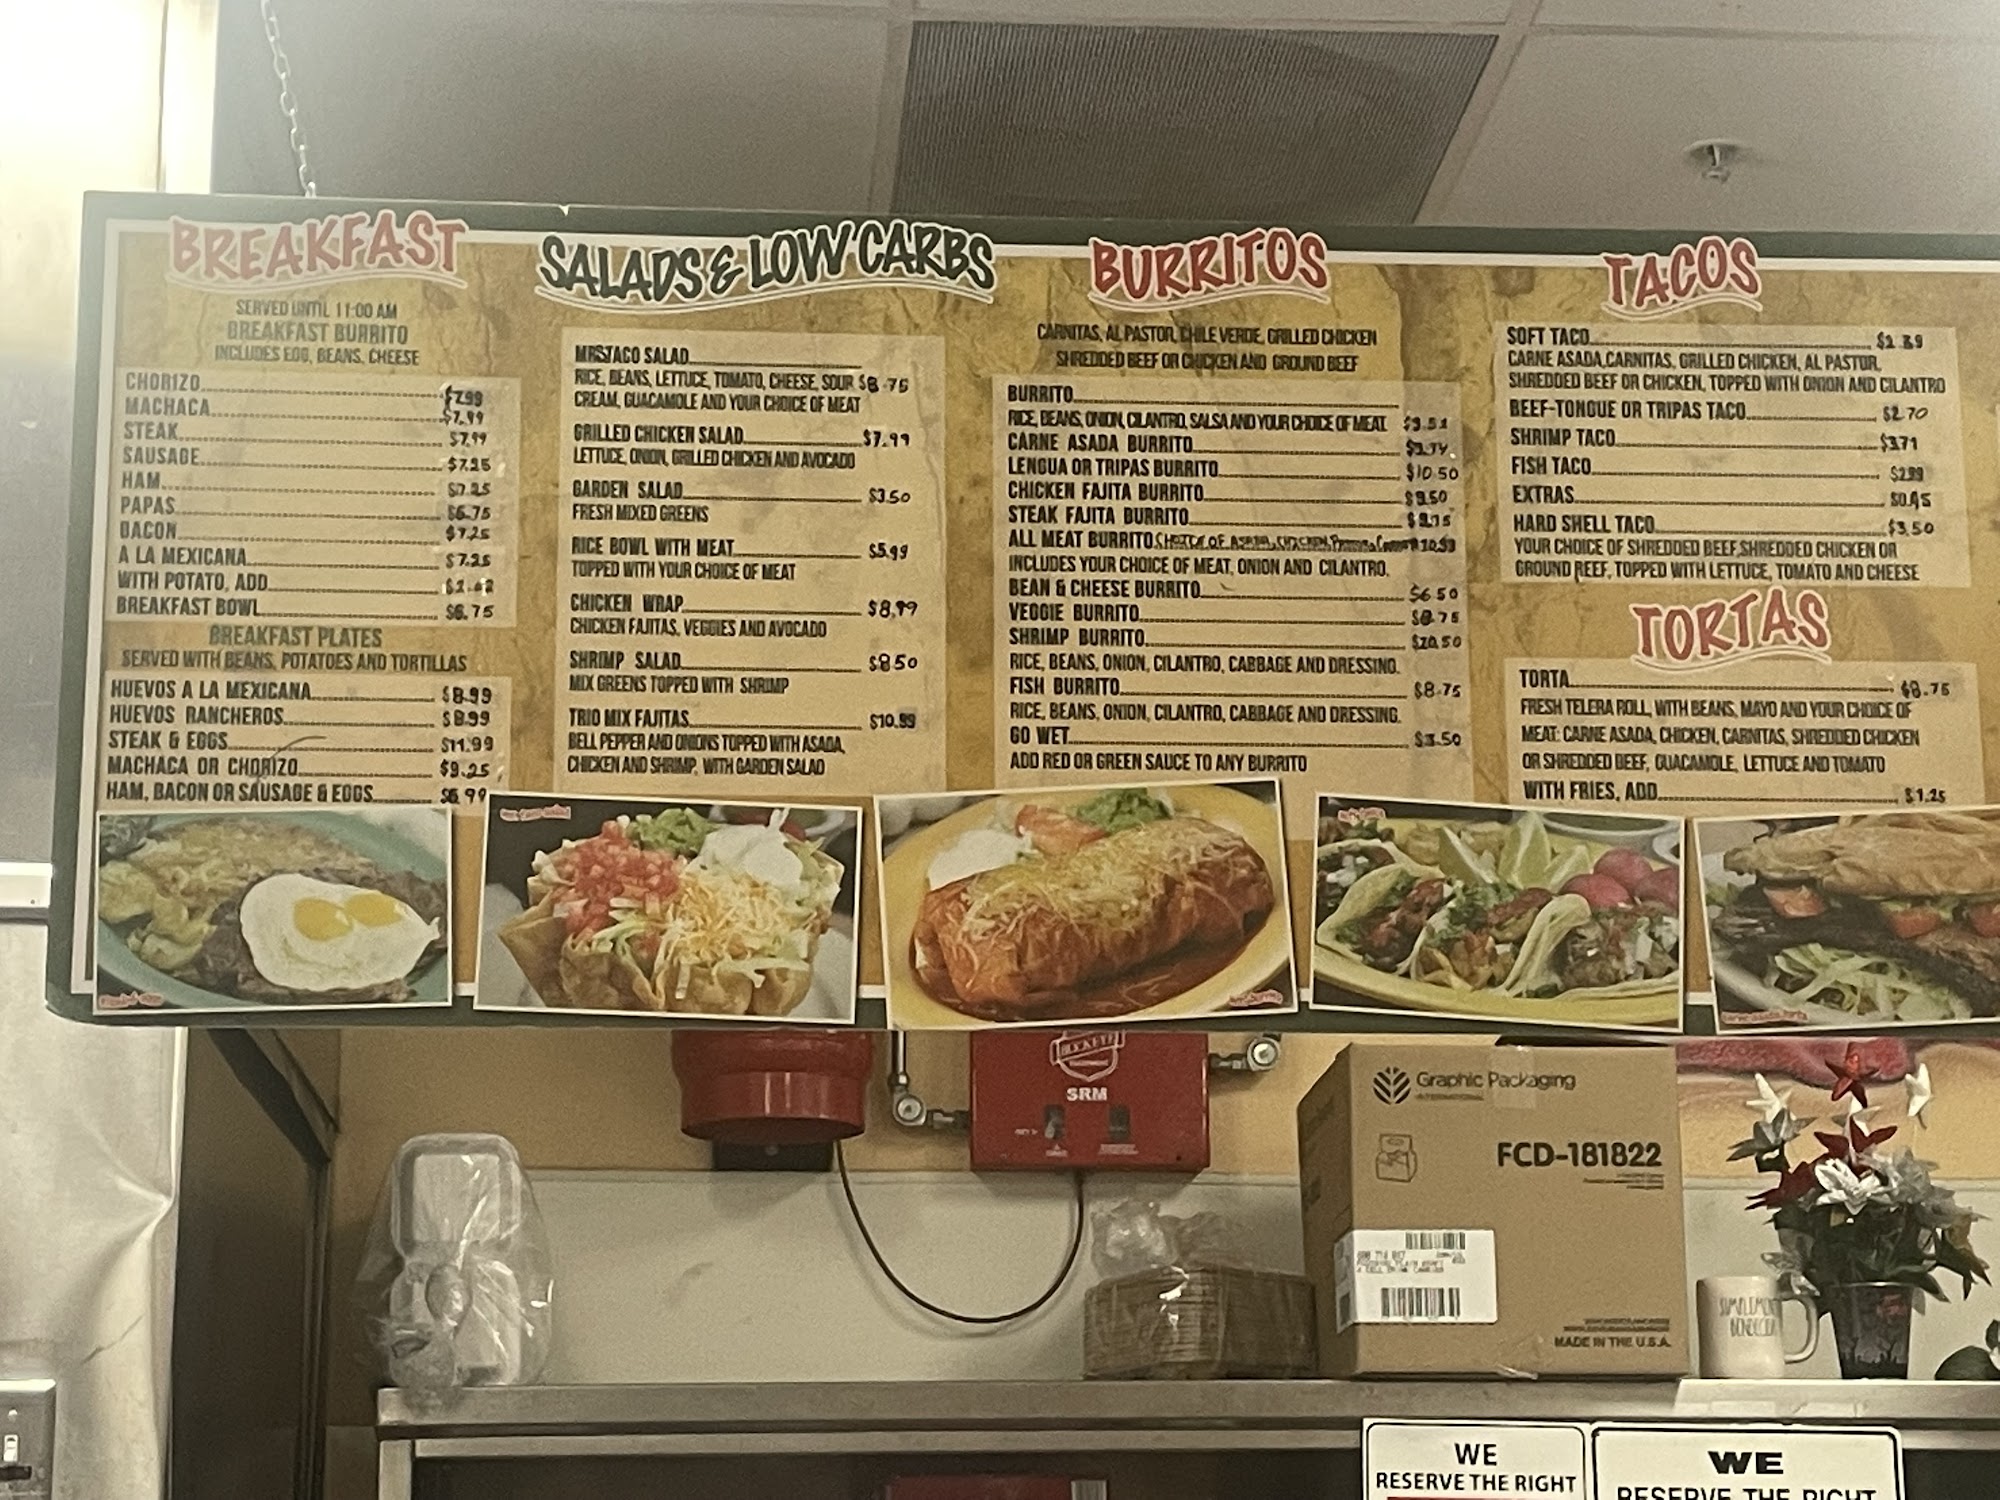 BREAKFAST
SERVED UNTIL 11:00 AM
BREAKFAST BURRITO
INCLUDES EGG, BEANS, CHEESE
CHORIZO $7.99
MACHACA $7.99
STEAK $7.99
SAUSAGE $7.25
HAM $7.25
PAPAS $6.75
BACON $7.25
A LA MEXICANA $7.25
WITH POTATO, ADD
BREAKFAST BOWL $6.75
BREAKFAST PLATES
SERVED WITH BEANS, POTATOES AND TORTILLAS
HUEVOS A LA MEXICANA $8.99
HUEVOS RANCHEROS $8.99
STEAK & EGGS $11.99
MACHACA OR CHORIZO $9.25
HAM, BACON OR SAUSAGE & EGGS $6.99
SALADS & LOW CARBS
MRSTACO SALAD
RICE, BEANS, LETTUCE, TOMATO, CHEESE, SOUR $8.75
CREAM, GUACAMOLE AND YOUR CHOICE OF MEAT
GRILLED CHICKEN SALAD $7.99
LETTUCE, ONION, GRILLED CHICKEN AND AVOCADO
GARDEN SALAD $3.50
FRESH MIXED GREENS
RICE BOWL WITH MEAT $5.99
TOPPED WITH YOUR CHOICE OF MEAT
CHICKEN WRAP $8,99
CHICKEN FAJITAS, VEGGIES AND AVOCADO
SHRIMP SALAD $8.50
MIX GREENS TOPPED WITH SHRIMP
TRIO MIX FAJITAS $10.99
BELL PEPPER AND ONIONS TOPPED WITH ASADA,
CHICKEN AND SHRIMP, WITH GARDEN SALAD
BURRITOS
CARNITAS, AL PASTOR, CHILE VERDE, GRILLED CHICKEN
SHREDDED BEEF OR CHICKEN AND GROUND BEEF
BURRITO
RICE, BEANS, ONION, CILANTRO, SALSA AND YOUR CHOICE OF MEAT
CARNE ASADA BURRITO
LENGUA OR TRIPAS BURRITO $10.50
CHICKEN FAJITA BURRITO $9.50
STEAK FAJITA BURRITO
ALL MEAT BURRITO CHOICE OF ASADA, CHICKEN, 
INCLUDES YOUR CHOICE OF MEAT, ONION AND CILANTRO.
BEAN & CHEESE BURRITO $6.50
VEGGIE BURRITO $8.75
SHRIMP BURRITO
RICE, BEANS, ONION, CILANTRO, CABBAGE AND DRESSING.
FISH BURRITO $8.75
RICE, BEANS, ONION, CILANTRO, CABBAGE AND DRESSING.
GO WET $3.50
ADD RED OR GREEN SAUCE TO ANY BURRITO
TACOS
SOFT TACO
CARNE ASADA, CARNITAS, GRILLED CHICKEN, AL PASTOR,
SHREDDED BEEF OR CHICKEN, TOPPED WITH ONION AND CILANTRO
BEEF-TONGUE OR TRIPAS TACO $2.70
SHRIMP TACO $3.71
FISH TACO $2.99
EXTRAS $0.95
HARD SHELL TACO $3.50
YOUR CHOICE OF SHREDDED BEEF, SHREDDED CHICKEN OR
GROUND BEEF, TOPPED WITH LETTUCE, TOMATO AND CHEESE
TORTAS
TORTA $8.75
FRESH TELERA ROLL, WITH BEANS, MAYO AND YOUR CHOICE OF
MEAT: CARNE ASADA, CHICKEN, CARNITAS, SHREDDED CHICKEN
OR SHREDDED BEEF, GUACAMOLE, LETTUCE AND TOMATO
WITH FRIES, ADD $1.25
BUCKEYE
SRM
Graphic Packaging
INTERNATIONAL
FCD-181822
MADE IN THE U.S.A.
WE
RESERVE THE RIGHT
WE
RESERVE THE RIGHT